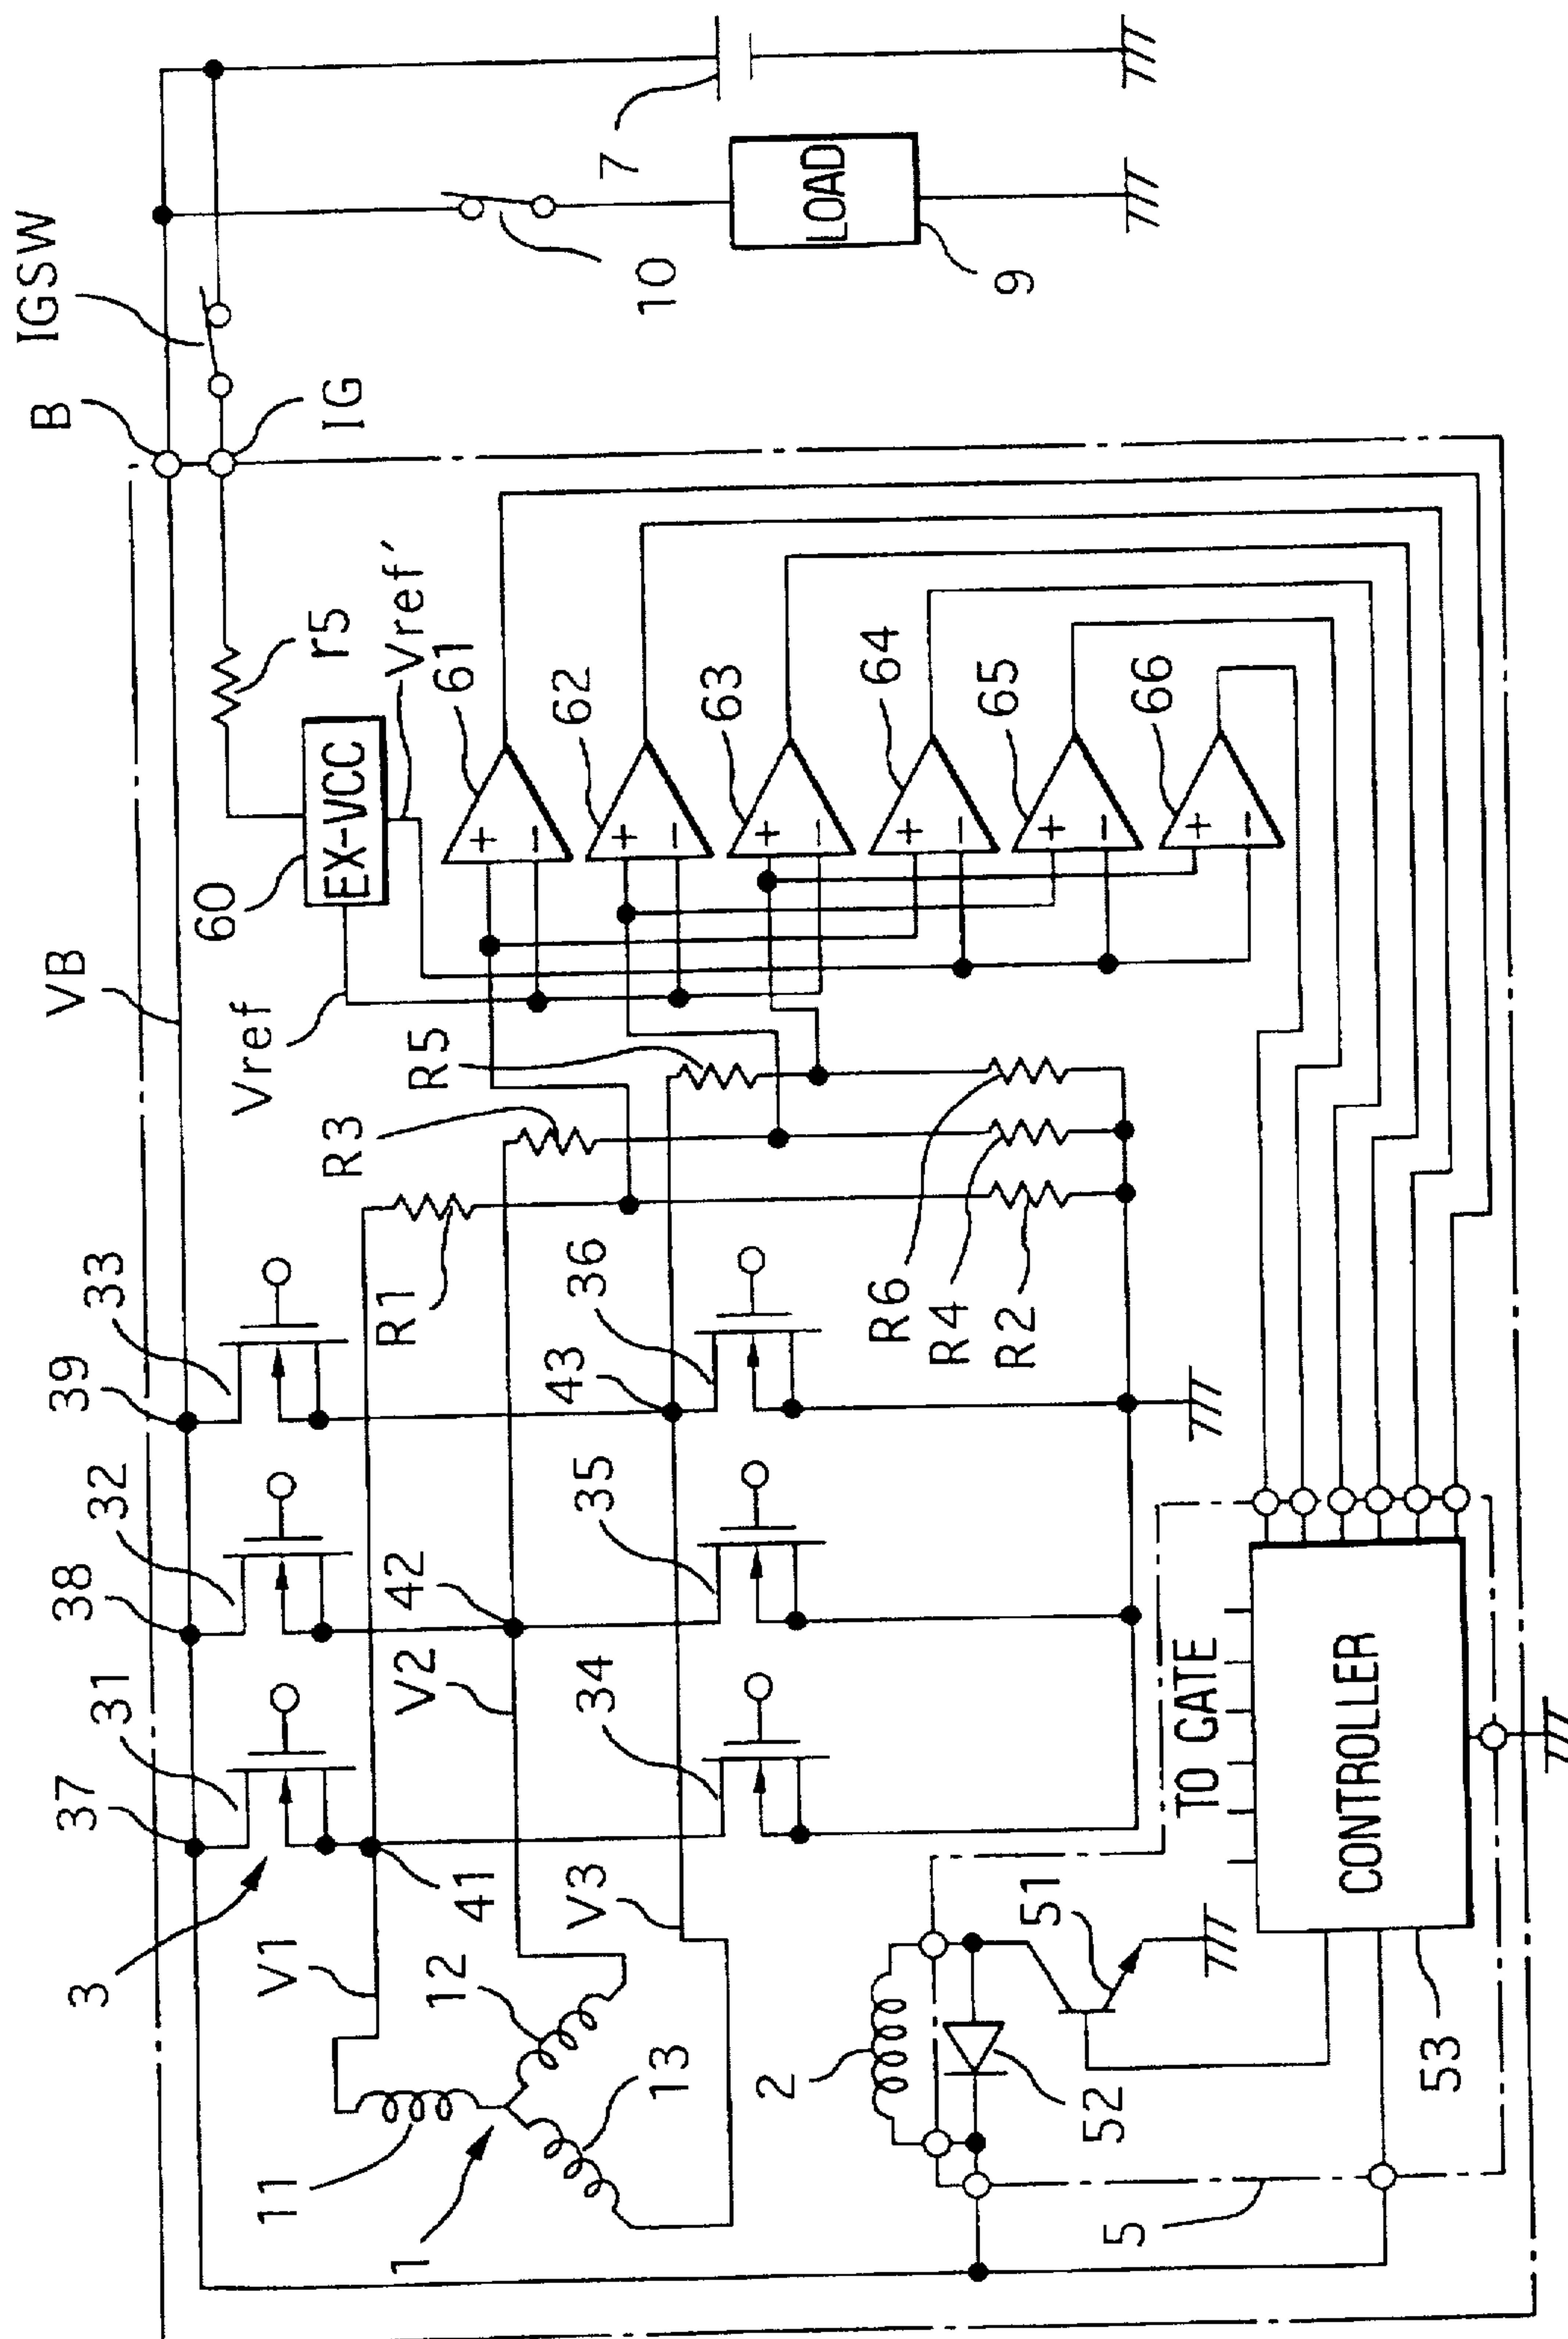 IGSW
B
IG
7
10
LOAD
9
r5
Vref'
60
EX-VCC
61
62
63
64
65
66
+
-
+
-
+
-
+
-
+
-
+
-
VB
Vref
R5
R3
R1
R6
R4
R2
33
39
36
43
32
38
35
42
31
37
V2
34
3
V1
41
V3
12
11
13
1
2
52
51
5
53
TO GATE
CONTROLLER